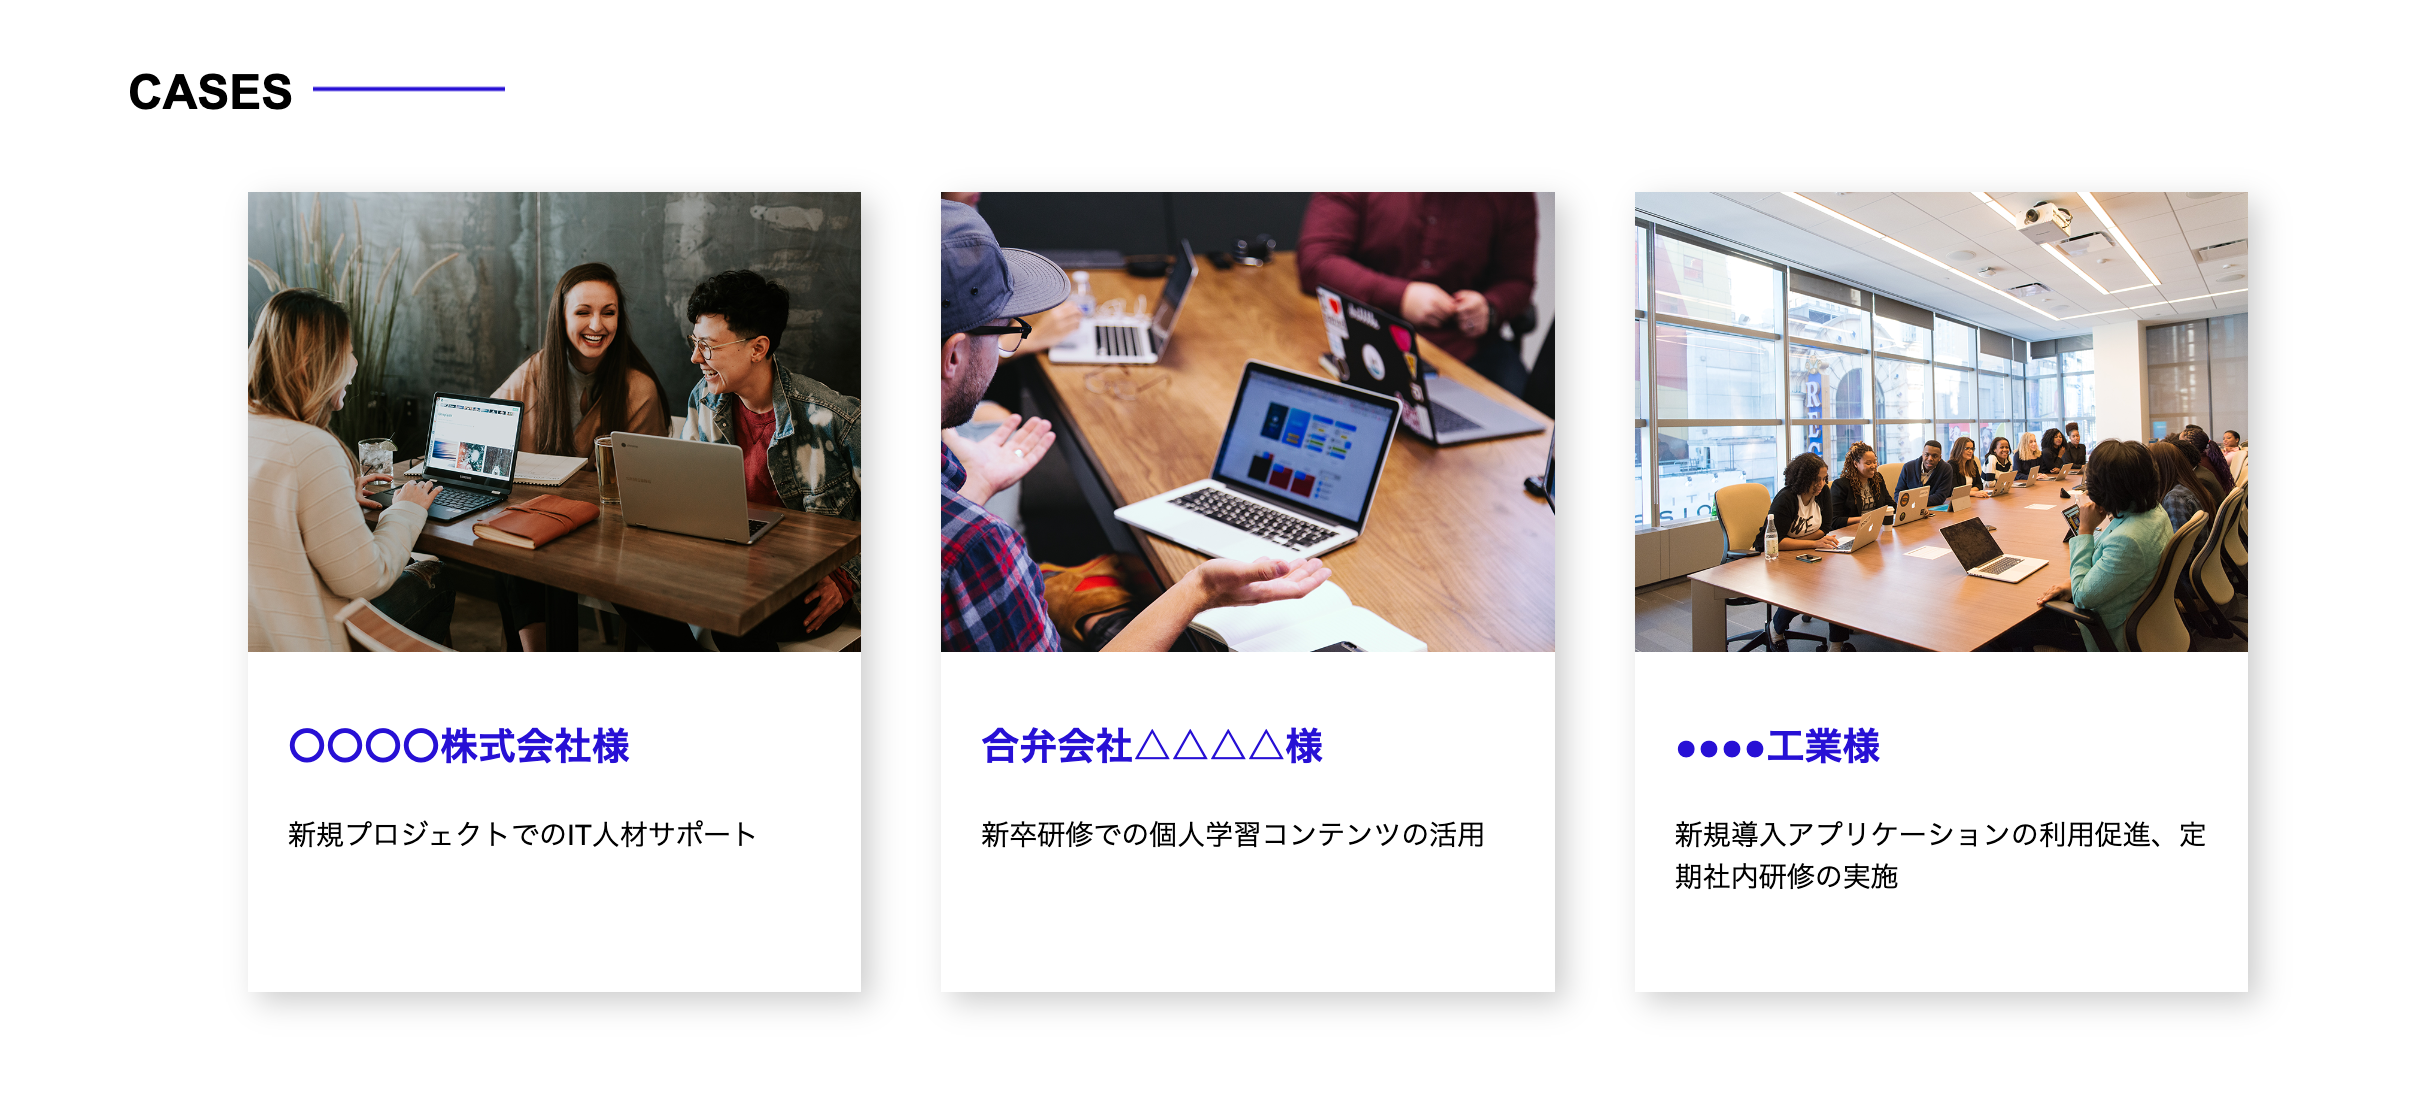 CASES
〇〇〇〇株式会社様
合弁会社△△△△様
●●●●工業様
新規プロジェクトでのIT人材サポート
新卒研修での個人学習コンテンツの活用
新規導入アプリケーションの利用促進、定
期社内研修の実施